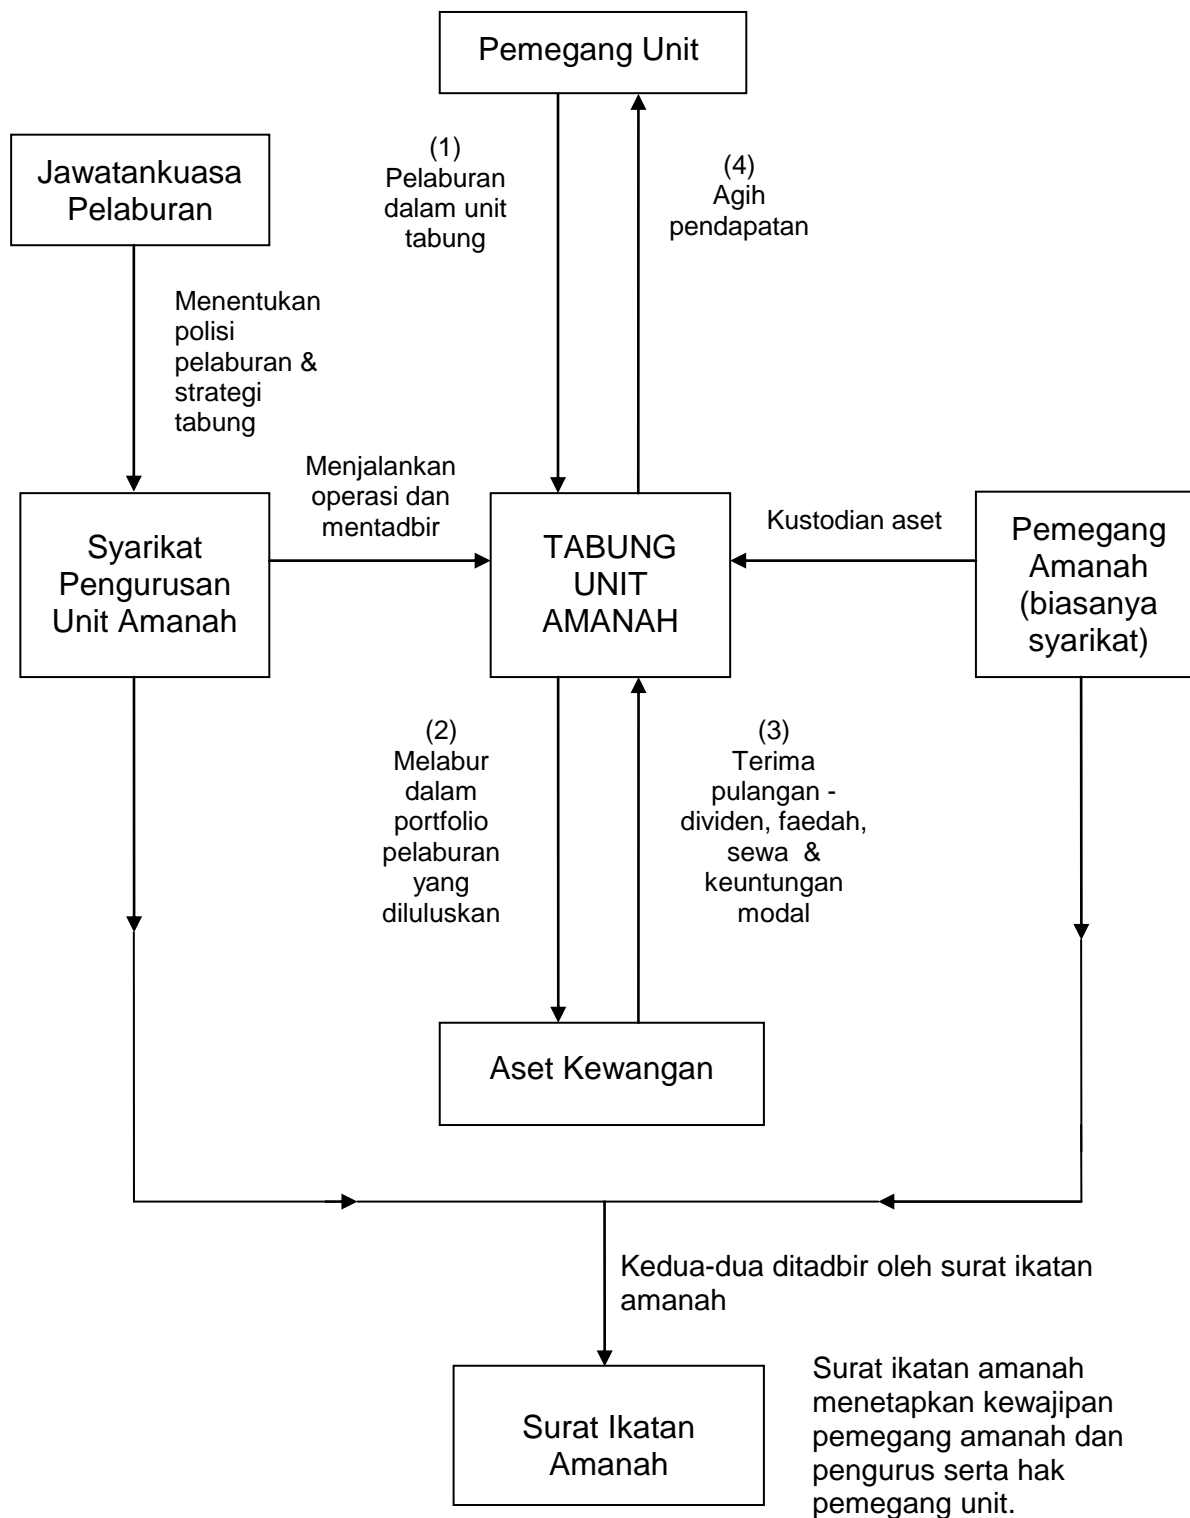 Pemegang Unit
Jawatankuasa
Pelaburan
(1)
Pelaburan
dalam unit
tabung
(4)
Agih
pendapatan
Menentukan
polisi
pelaburan &
strategi
tabung
Menjalankan
operasi dan
mentadbir
Kustodian aset
Syarikat
Pengurusan
Unit Amanah
TABUNG
UNIT
AMANAH
Pemegang
Amanah
(biasanya
syarikat)
(2)
Melabur
dalam
portfolio
pelaburan
yang
diluluskan
(3)
Terima
pulangan -
dividen, faedah,
sewa &
keuntungan
modal
Aset Kewangan
Kedua-dua ditadbir oleh surat ikatan
amanah
Surat Ikatan
Amanah
Surat ikatan amanah
menetapkan kewajipan
pemegang amanah dan
pengurus serta hak
pemegang unit.